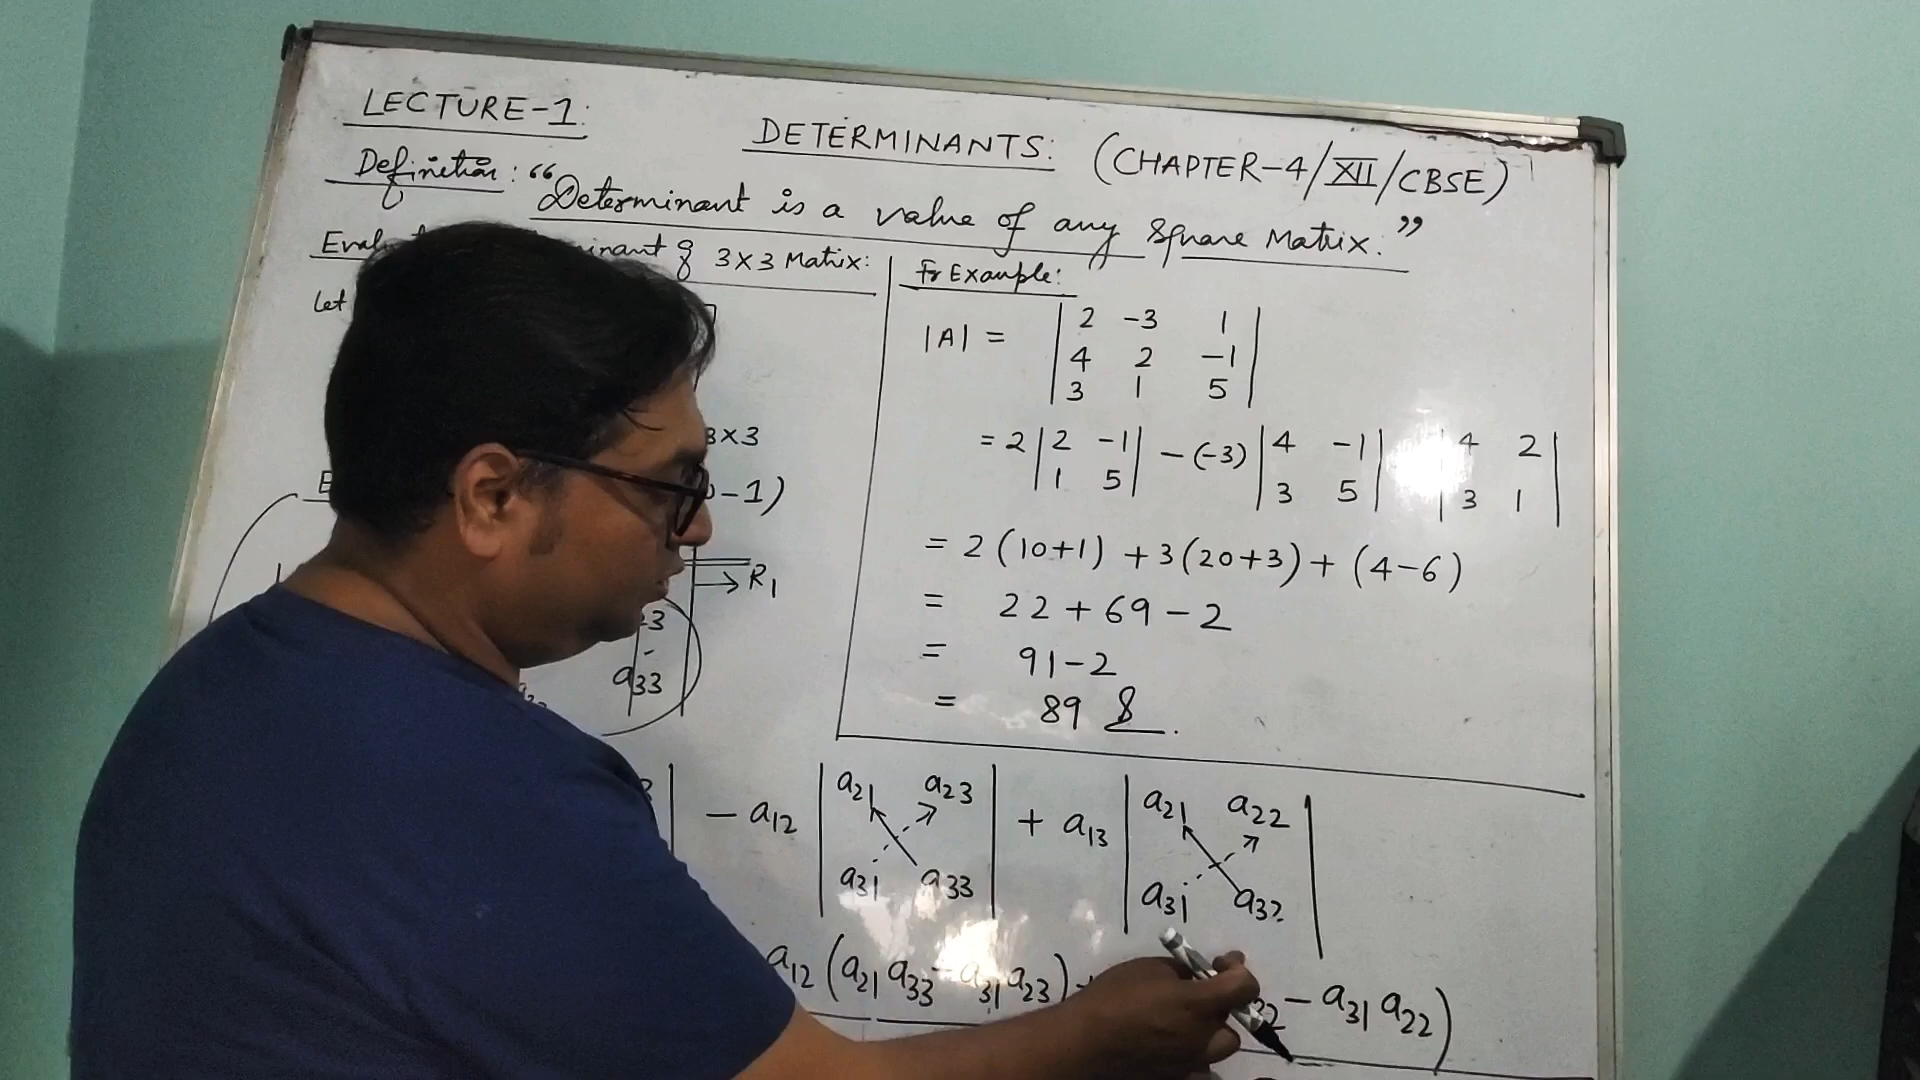 LECTURE-1:
DETERMINANTS: (CHAPTER-4/XII/CBSE)
Definition: "Determinant is a value of any Square Matrix."
3×3 Matrix:
Let
3×3
-1)
R1
a33
For Example:
|A| = | 2 -3 1 |
| 4 2 -1 |
| 3 1 5 |
= 2 | 2 -1 | - (-3) | 4 -1 | | 4 2 |
| 1 5 | | 3 5 | | 3 1 |
= 2(10+1) + 3(20+3) + (4-6)
= 22 + 69 - 2
= 91-2
= 89
| - a12 | a21 a23 | + a13 | a21 a22 |
| a31 a33 | | a31 a32 |
a12 (a21 a33 - a31 a23) + 32 - a31 a22)